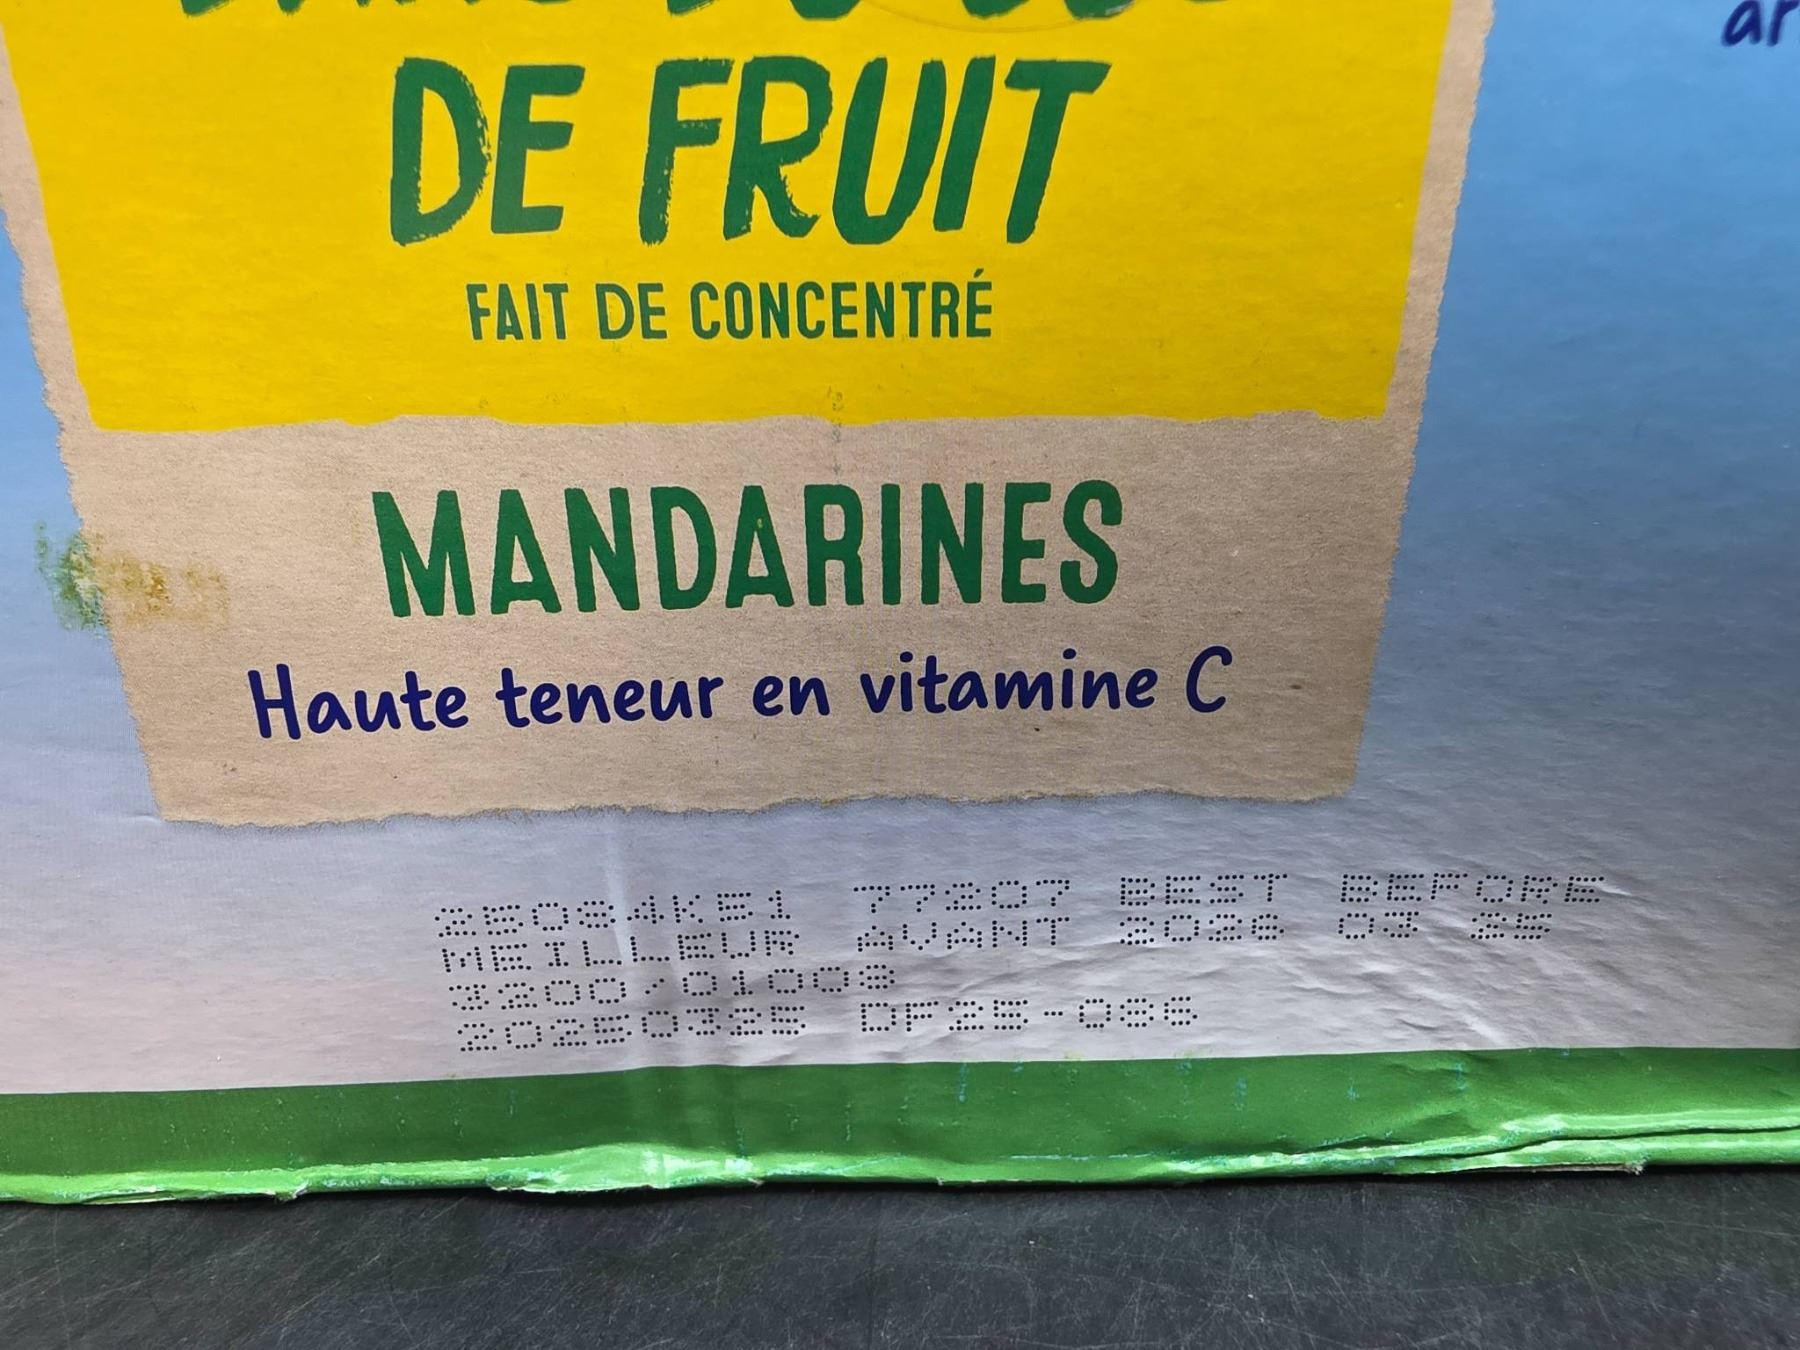 DE FRUIT
FAIT DE CONCENTRÉ
MANDARINES
Haute teneur en vitamine C
25084K51 77207 BEST BEFORE
MEILLEUR AVANT 2026 03 25
3200/01008
20250325 DF25-086